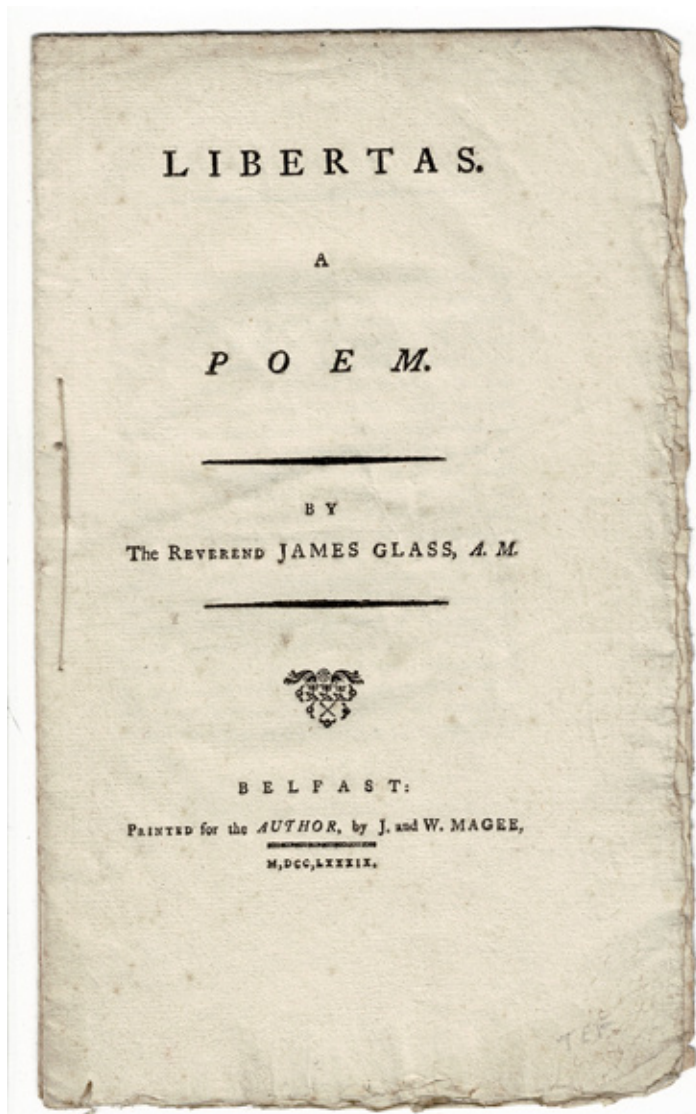 LIBERTAS.
A
POEM.
BY
The REVEREND JAMES GLASS, A. M.
BELFAST:
PRINTED for the AUTHOR, by J. and W. MAGEE,
M,DCC,LXXXIX.